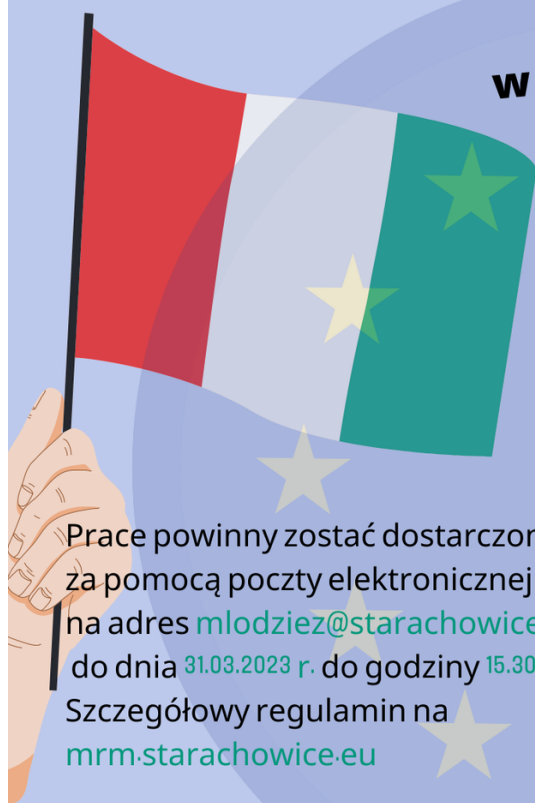 w
Prace powinny zostać dostarczon
za pomocą poczty elektronicznej
na adres mlodziez@starachowice
do dnia 31.03.2023 r. do godziny 15.30
Szczegółowy regulamin na
mrm.starachowice.eu